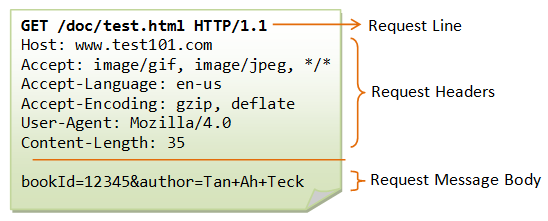 GET /doc/test.html HTTP/1.1
Request Line
Host: www.test101.com
Accept: image/gif, image/jpeg, */*
Accept-Language: en-us
Accept-Encoding: gzip, deflate
User-Agent: Mozilla/4.0
Content-Length: 35
Request Headers
bookId=12345&author=Tan+Ah+Teck
Request Message Body